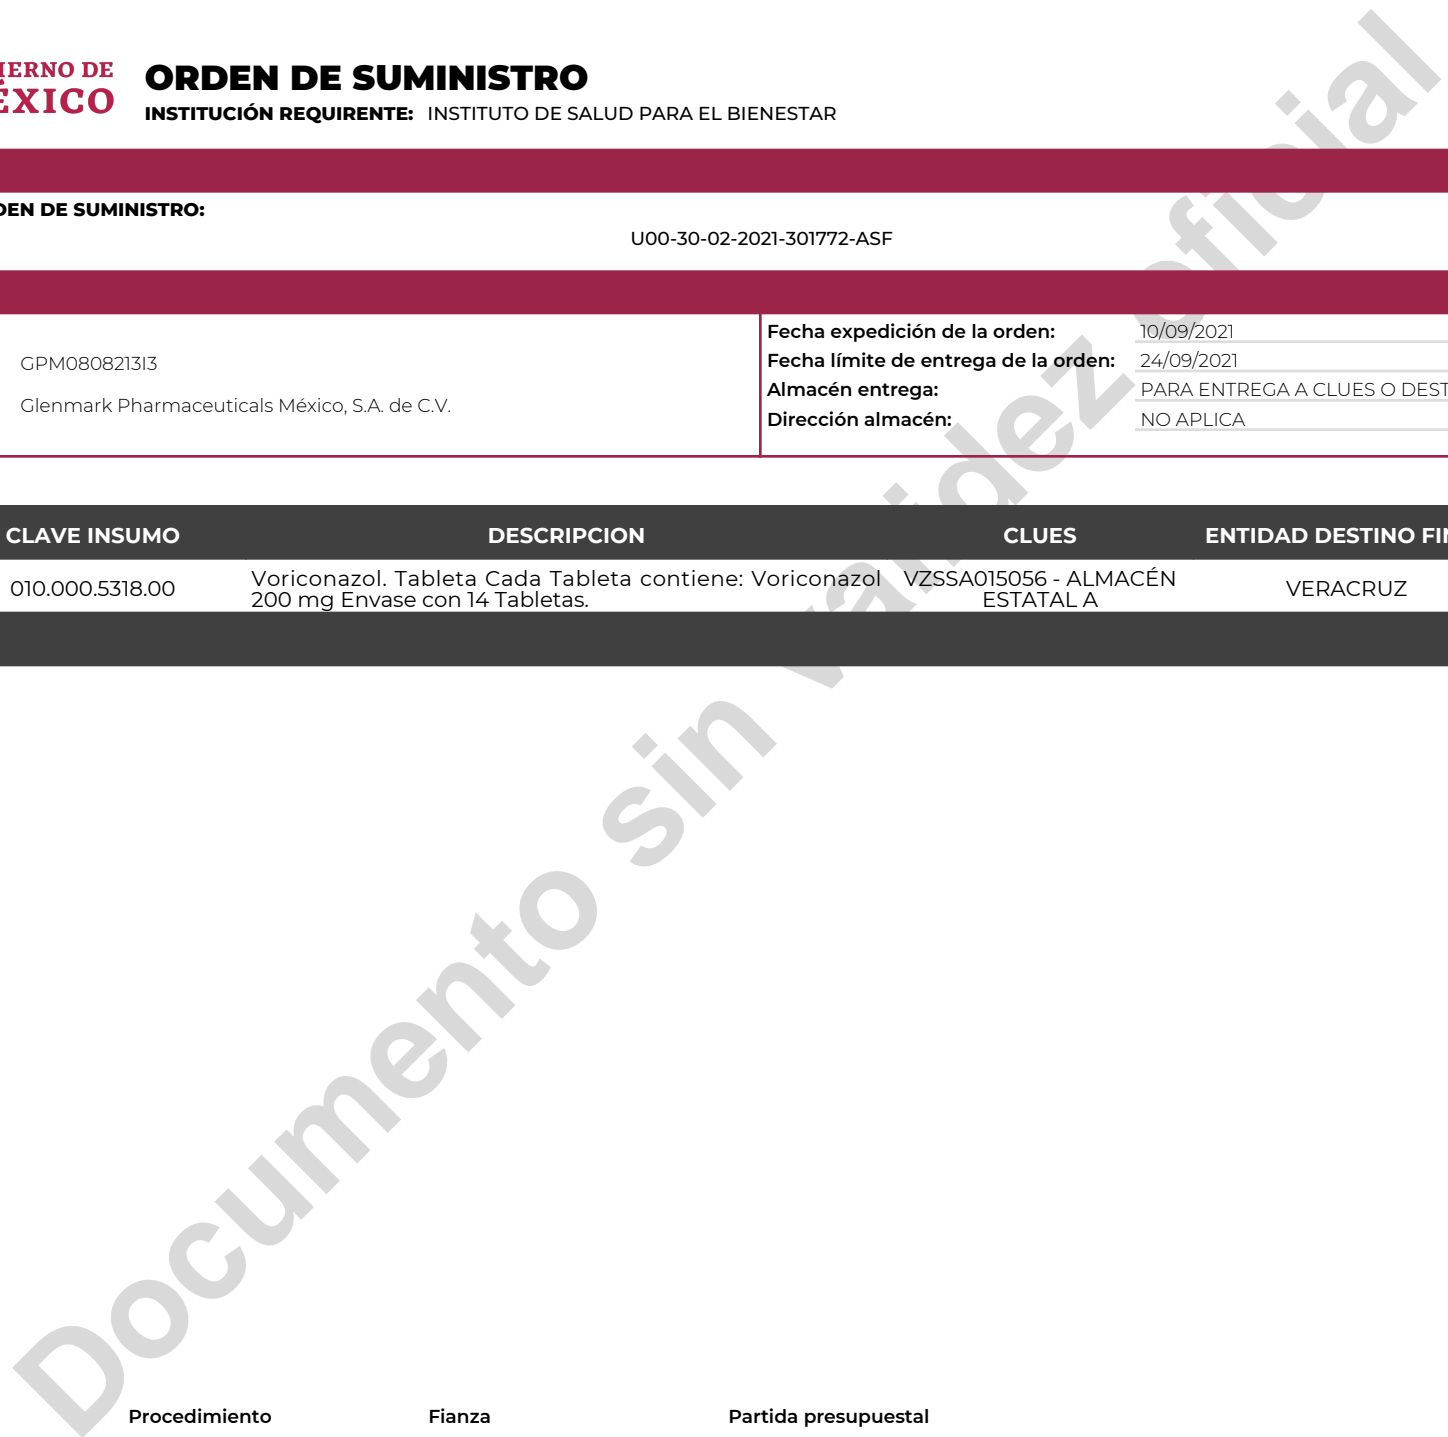 IERNO DE
ÉXICO
ORDEN DE SUMINISTRO
INSTITUCIÓN REQUIRENTE: INSTITUTO DE SALUD PARA EL BIENESTAR
DEN DE SUMINISTRO:
U00-30-02-2021-301772-ASF
GPM0808213I3
Glenmark Pharmaceuticals México, S.A. de C.V.
Fecha expedición de la orden: 10/09/2021
Fecha límite de entrega de la orden: 24/09/2021
Almacén entrega: PARA ENTREGA A CLUES O DEST
Dirección almacén: NO APLICA
CLAVE INSUMO DESCRIPCION CLUES ENTIDAD DESTINO FIN
010.000.5318.00 Voriconazol. Tableta Cada Tableta contiene: Voriconazol 200 mg Envase con 14 Tabletas. VZSSA015056 - ALMACÉN ESTATAL A VERACRUZ
Documento sin validez oficial
Procedimiento Fianza Partida presupuestal